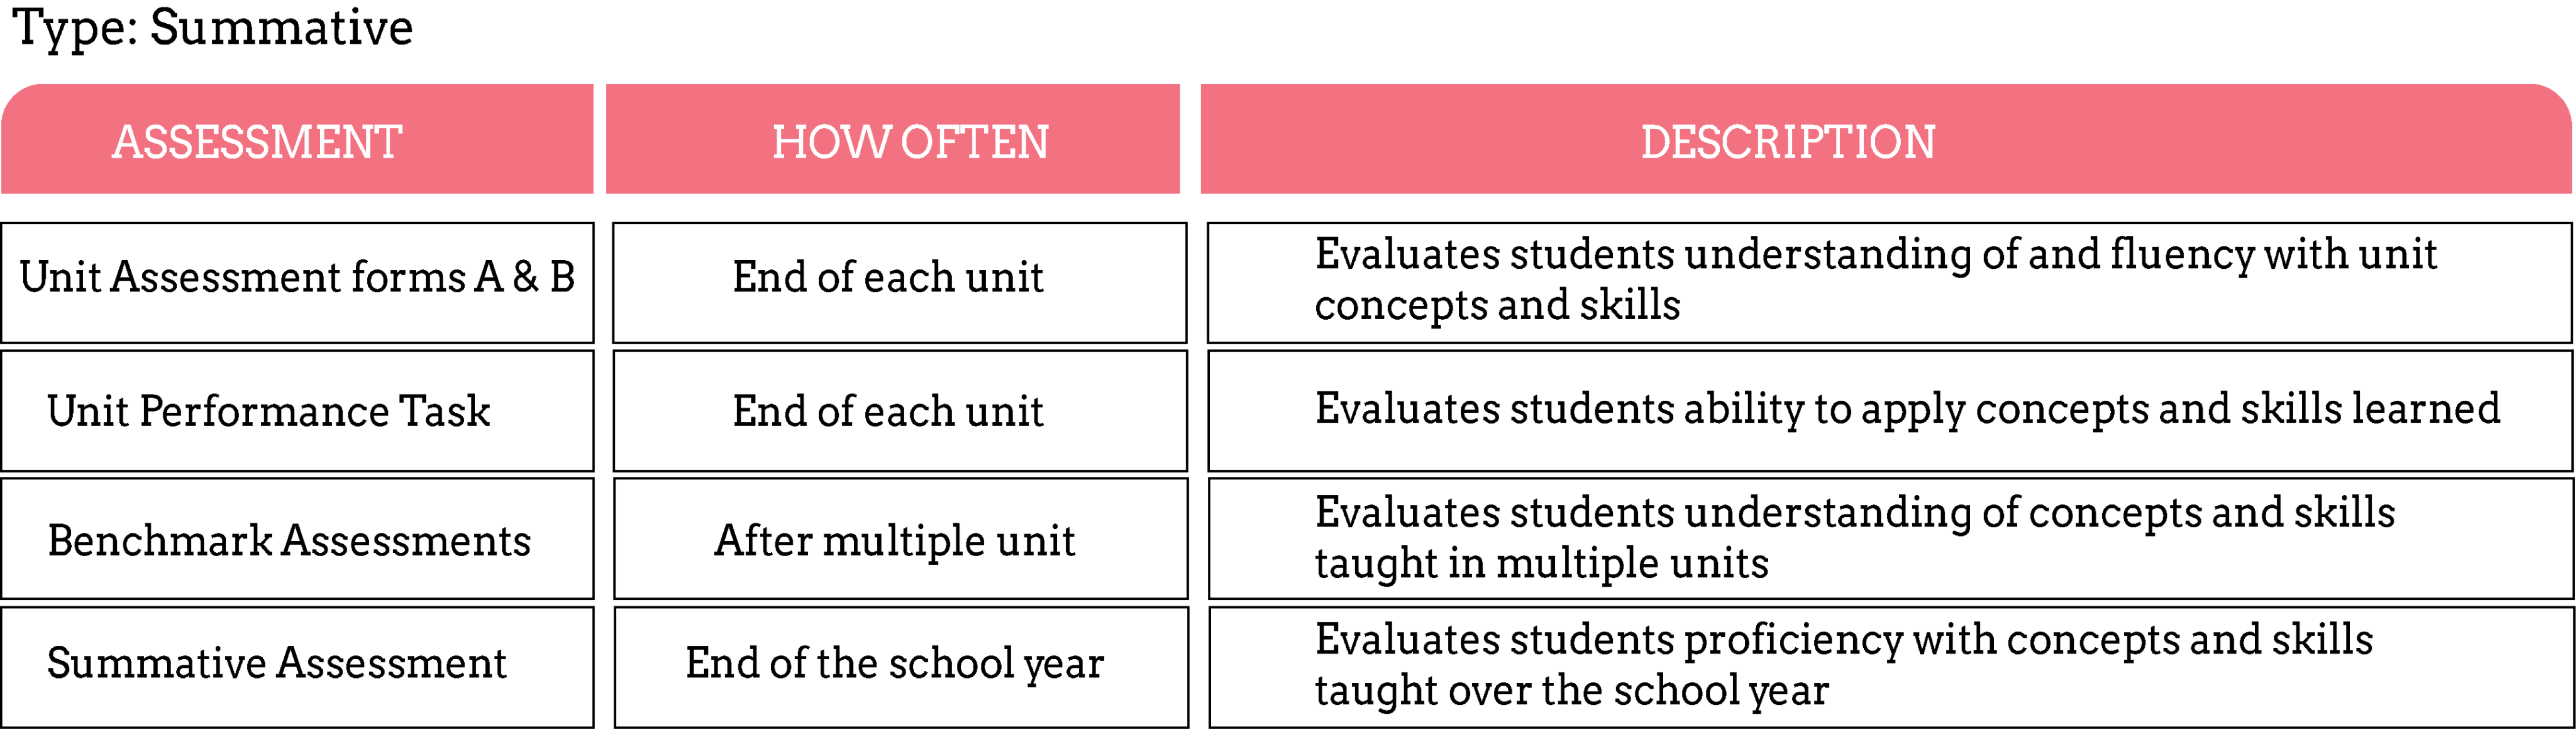 Type: Summative
ASSESSMENT
HOW OFTEN
DESCRIPTION
Unit Assessment forms A & B
End of each unit
Evaluates students understanding of and fluency with unit
concepts and skills
Unit Performance Task
End of each unit
Evaluates students ability to apply concepts and skills learned
Benchmark Assessments
After multiple unit
Evaluates students understanding of concepts and skills
taught in multiple units
Summative Assessment
End of the school year
Evaluates students proficiency with concepts and skills
taught over the school year